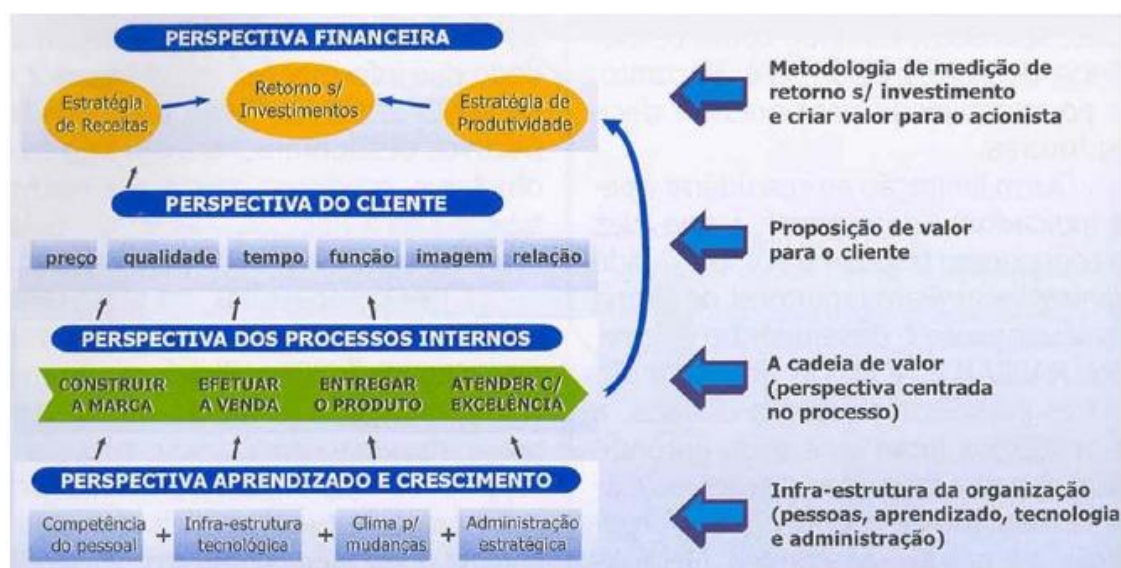 PERSPECTIVA FINANCEIRA
Estratégia
de Receitas
Retorno s/
Investimentos
Estratégia de
Produtividade
Metodologia de medição de
retorno s/ investimento
e criar valor para o acionista
PERSPECTIVA DO CLIENTE
preço
qualidade
tempo
função
imagem
relação
Proposição de valor
para o cliente
PERSPECTIVA DOS PROCESSOS INTERNOS
CONSTRUIR
A MARCA
EFETUAR
A VENDA
ENTREGAR
O PRODUTO
ATENDER C/
EXCELÊNCIA
A cadeia de valor
(perspectiva centrada
no processo)
PERSPECTIVA APRENDIZADO E CRESCIMENTO
Competência
do pessoal
+
Infra-estrutura
tecnológica
+
Clima p/
mudanças
+
Administração
estratégica
Infra-estrutura da organização
(pessoas, aprendizado, tecnologia
e administração)